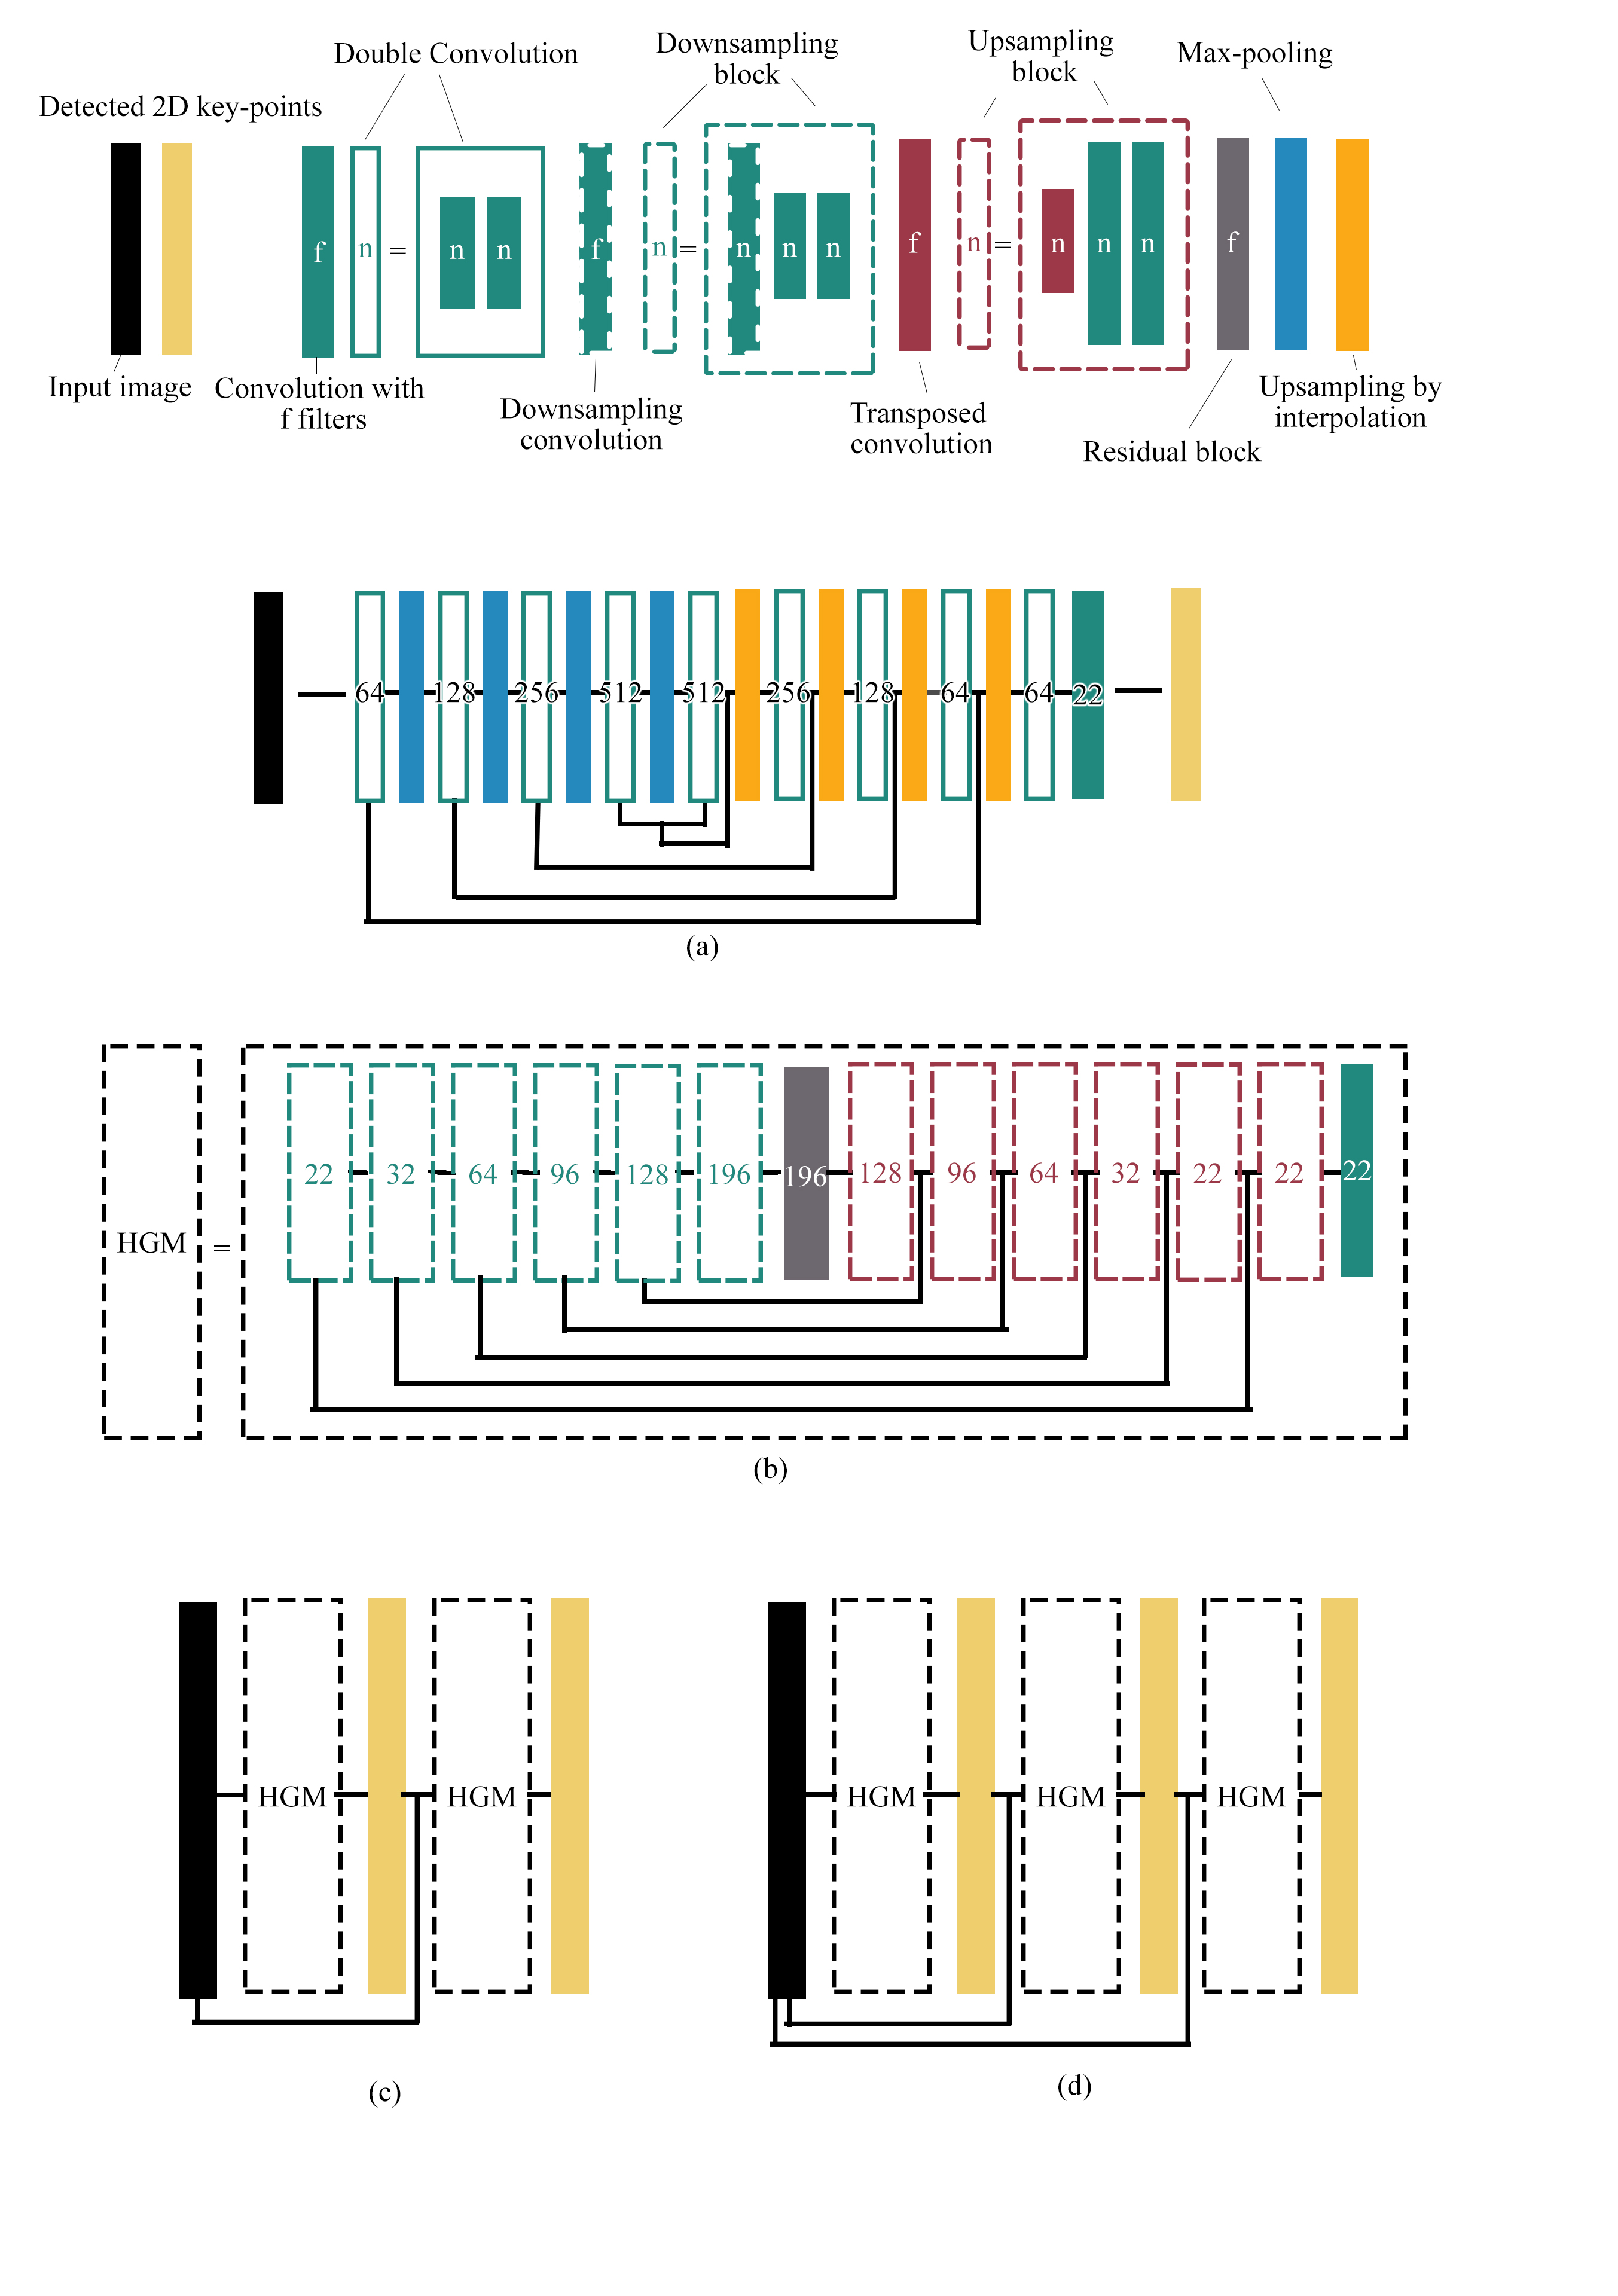 Double Convolution
Downsampling
block
Upsampling
block
Max-pooling
Detected 2D key-points
f n = n n f n = n n n f n = n n n f
Input image
Convolution with
f filters
Downsampling
convolution
Transposed
convolution
Residual block
Upsampling by
interpolation
64 128 256 512 512 256 128 64 64 22
(a)
HGM = 22 32 64 96 128 196 196 128 96 64 32 22 22 22
(b)
HGM HGM
(c)
HGM HGM HGM
(d)